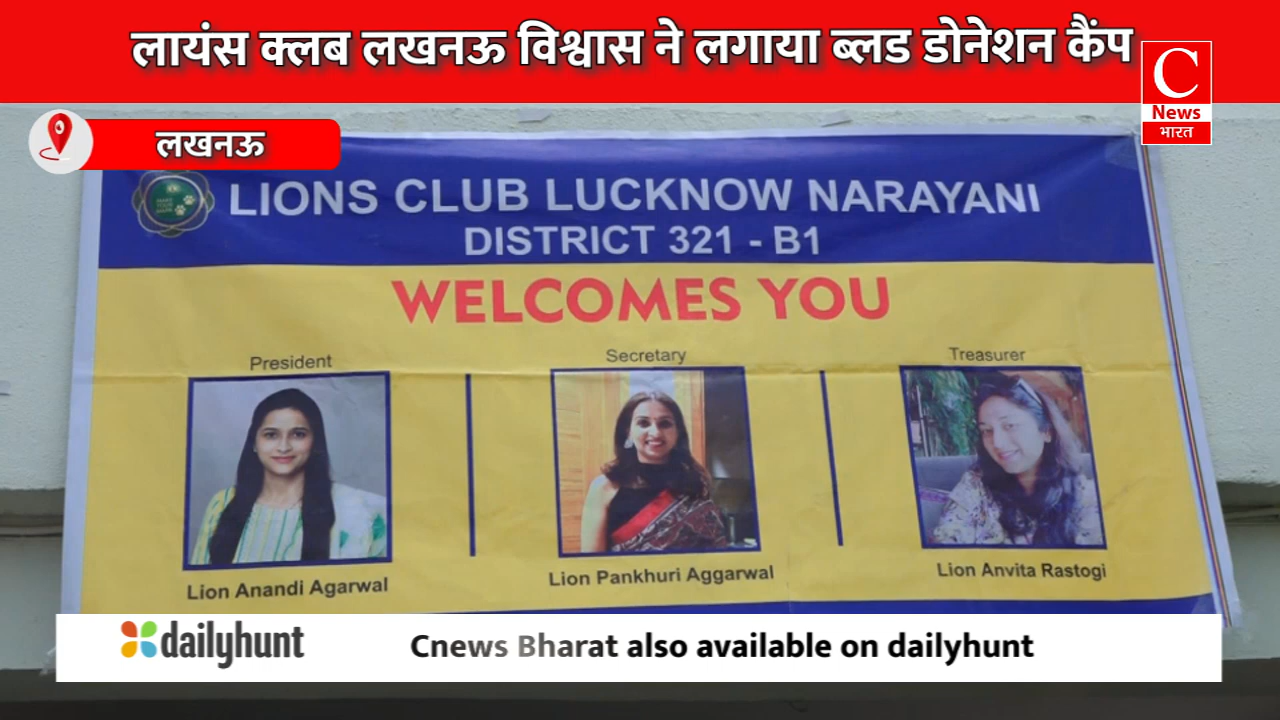 लायंस क्लब लखनऊ विश्वास ने लगाया ब्लड डोनेशन कैंप
C
News
भारत
लखनऊ
LIONS CLUB LUCKNOW NARAYANI
DISTRICT 321 - B1
WELCOMES YOU
President
Secretary
Treasurer
Lion Anandi Agarwal
Lion Pankhuri Aggarwal
Lion Anvita Rastogi
dailyhunt
Cnews Bharat also available on dailyhunt